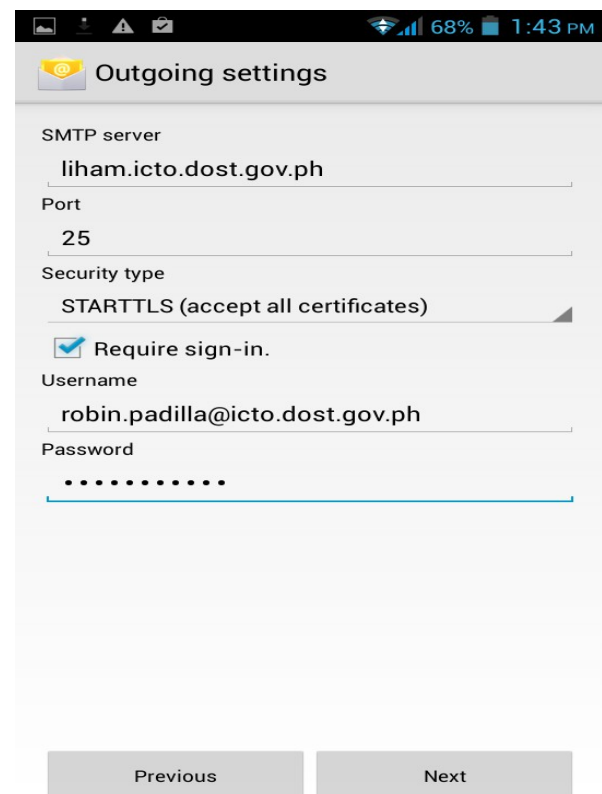 68% 1:43 PM
Outgoing settings
SMTP server
liham.icto.dost.gov.ph
Port
25
Security type
STARTTLS (accept all certificates)
Require sign-in.
Username
robin.padilla@icto.dost.gov.ph
Password
•••••••••••
Previous Next